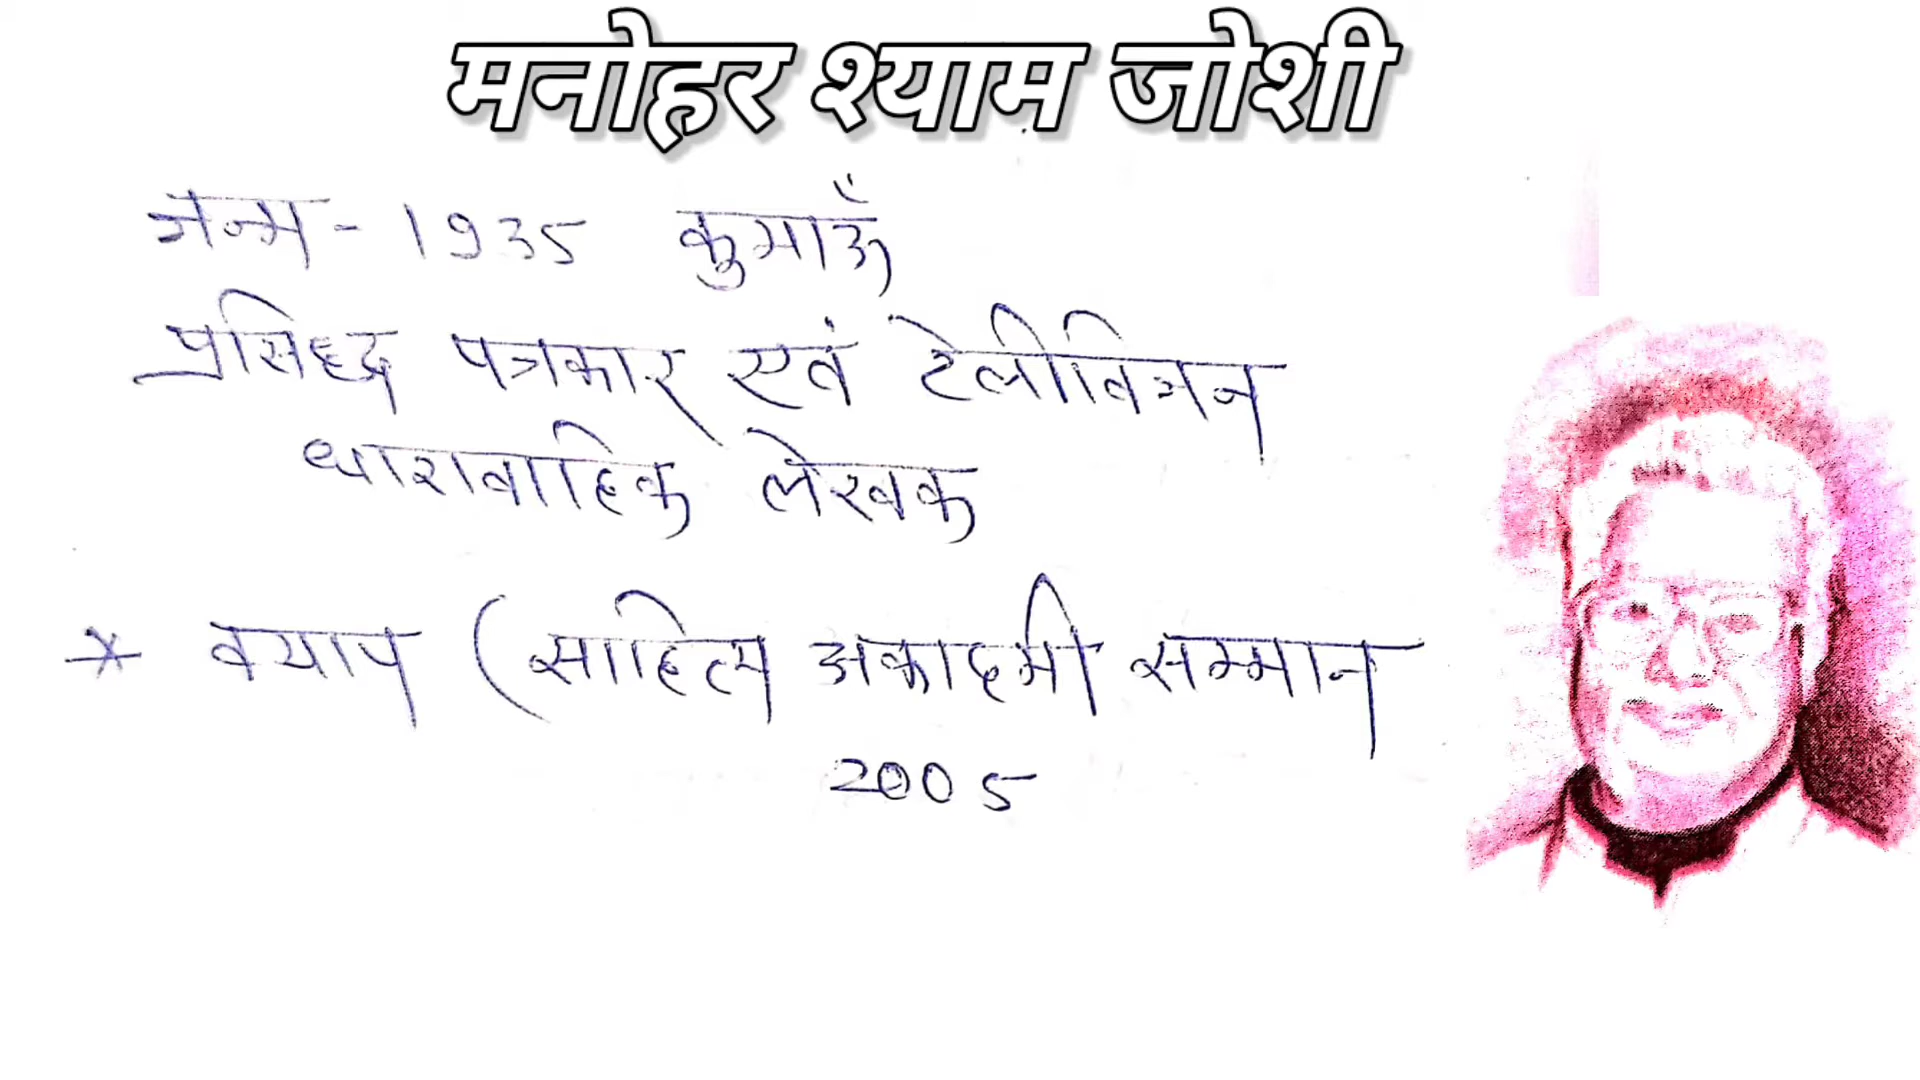 मनोहर श्याम जोशी
जन्म - 1935 कुमाऊँ
प्रसिद्ध पत्रकार एवं टेलीविजन
धारावाहिक लेखक
* क्याप (साहित्य अकादमी सम्मान
2005